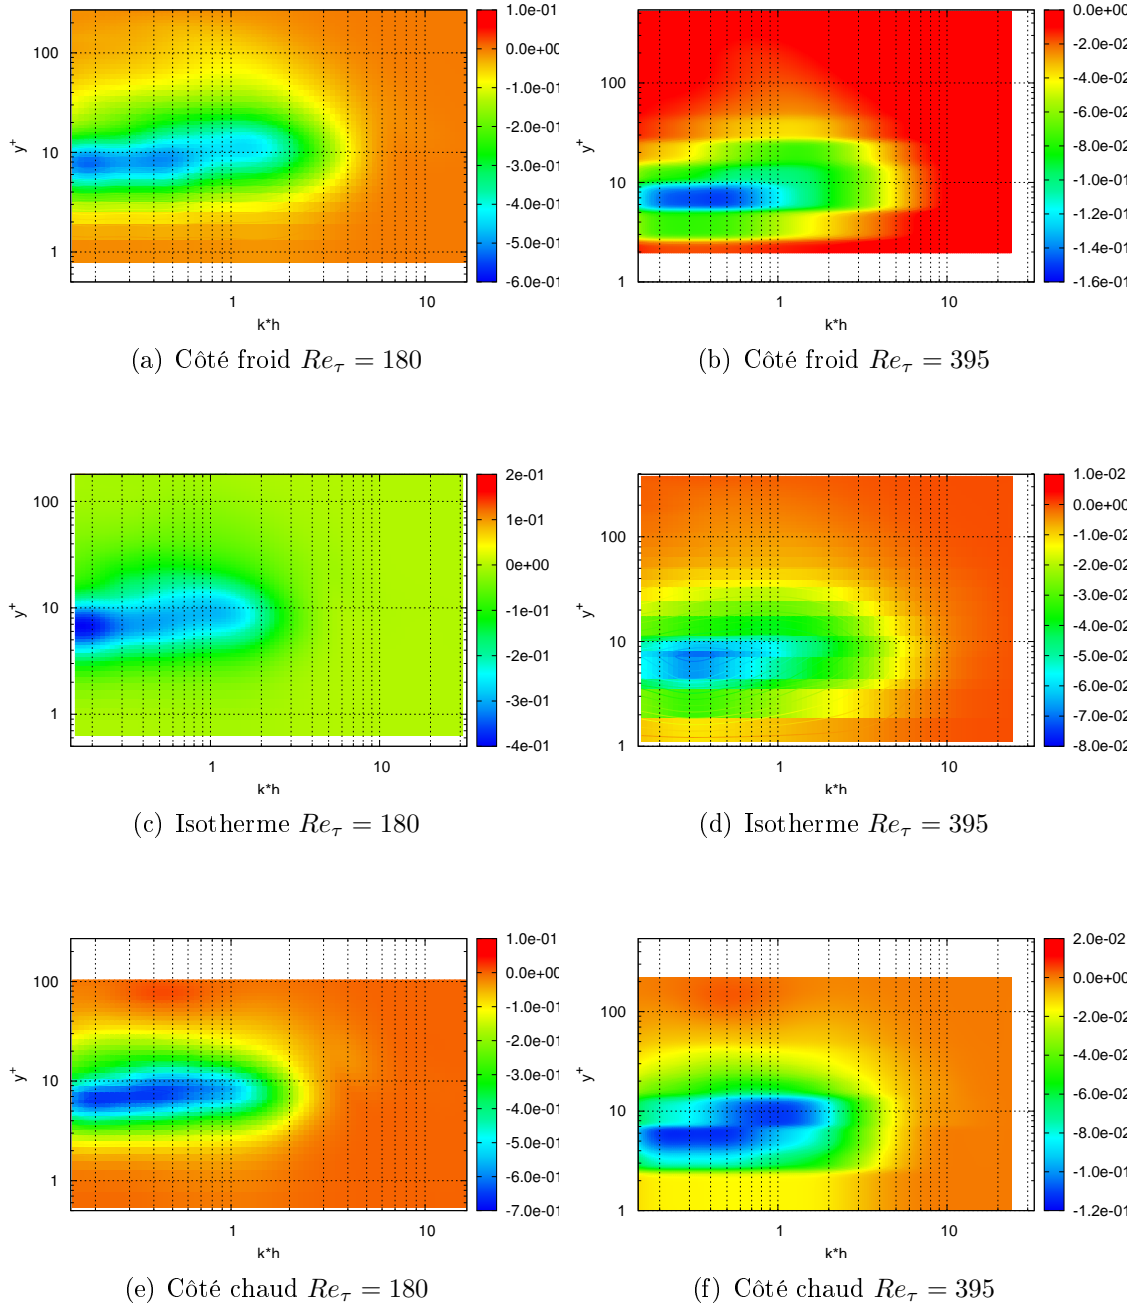 1.0e-01
0.0e+00
-1.0e-01
-2.0e-01
-3.0e-01
-4.0e-01
-5.0e-01
-6.0e-01
100
10
1
y+
1 10
k*h
(a) Côté froid Reτ = 180
0.0e+00
-2.0e-02
-4.0e-02
-6.0e-02
-8.0e-02
-1.0e-01
-1.2e-01
-1.4e-01
-1.6e-01
100
10
1
y+
1 10
k*h
(b) Côté froid Reτ = 395
2e-01
1e-01
0e+00
-1e-01
-2e-01
-3e-01
-4e-01
100
10
1
y+
1 10
k*h
(c) Isotherme Reτ = 180
1.0e-02
0.0e+00
-1.0e-02
-2.0e-02
-3.0e-02
-4.0e-02
-5.0e-02
-6.0e-02
-7.0e-02
-8.0e-02
100
10
1
y+
1 10
k*h
(d) Isotherme Reτ = 395
1.0e-01
0.0e+00
-1.0e-01
-2.0e-01
-3.0e-01
-4.0e-01
-5.0e-01
-6.0e-01
-7.0e-01
100
10
1
y+
1 10
k*h
(e) Côté chaud Reτ = 180
2.0e-02
0.0e+00
-2.0e-02
-4.0e-02
-6.0e-02
-8.0e-02
-1.0e-01
-1.2e-01
100
10
1
y+
1 10
k*h
(f) Côté chaud Reτ = 395